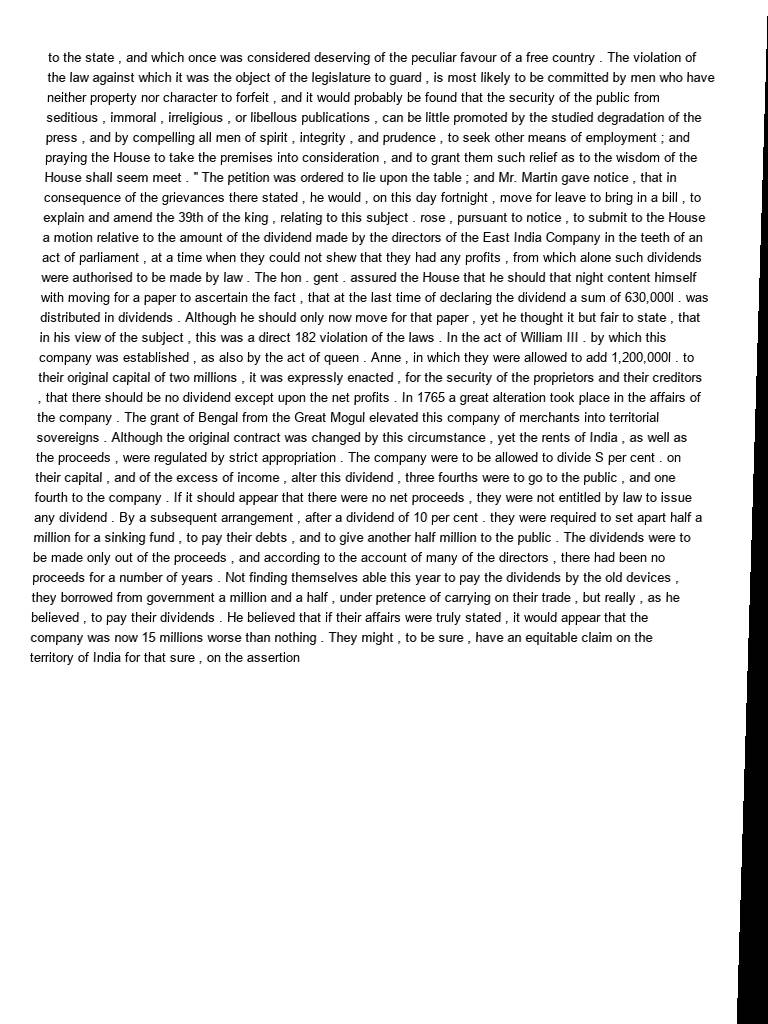 to the state , and which once was considered deserving of the peculiar favour of a free country . The violation of
the law against which it was the object of the legislature to guard , is most likely to be committed by men who have
neither property nor character to forfeit , and it would probably be found that the security of the public from
seditious , immoral , irreligious , or libellous publications , can be little promoted by the studied degradation of the
press , and by compelling all men of spirit , integrity , and prudence , to seek other means of employment ; and
praying the House to take the premises into consideration , and to grant them such relief as to the wisdom of the
House shall seem meet . " The petition was ordered to lie upon the table ; and Mr. Martin gave notice , that in
consequence of the grievances there stated , he would , on this day fortnight , move for leave to bring in a bill , to
explain and amend the 39th of the king , relating to this subject . rose , pursuant to notice , to submit to the House
a motion relative to the amount of the dividend made by the directors of the East India Company in the teeth of an
act of parliament , at a time when they could not shew that they had any profits , from which alone such dividends
were authorised to be made by law . The hon . gent . assured the House that he should that night content himself
with moving for a paper to ascertain the fact , that at the last time of declaring the dividend a sum of 630,000l . was
distributed in dividends . Although he should only now move for that paper , yet he thought it but fair to state , that
in his view of the subject , this was a direct 182 violation of the laws . In the act of William III . by which this
company was established , as also by the act of queen . Anne , in which they were allowed to add 1,200,000l . to
their original capital of two millions , it was expressly enacted , for the security of the proprietors and their creditors
, that there should be no dividend except upon the net profits . In 1765 a great alteration took place in the affairs of
the company . The grant of Bengal from the Great Mogul elevated this company of merchants into territorial
sovereigns . Although the original contract was changed by this circumstance , yet the rents of India , as well as
the proceeds , were regulated by strict appropriation . The company were to be allowed to divide S per cent . on
their capital , and of the excess of income , alter this dividend , three fourths were to go to the public , and one
fourth to the company . If it should appear that there were no net proceeds , they were not entitled by law to issue
any dividend . By a subsequent arrangement , after a dividend of 10 per cent . they were required to set apart half a
million for a sinking fund , to pay their debts , and to give another half million to the public . The dividends were to
be made only out of the proceeds , and according to the account of many of the directors , there had been no
proceeds for a number of years . Not finding themselves able this year to pay the dividends by the old devices ,
they borrowed from government a million and a half , under pretence of carrying on their trade , but really , as he
believed , to pay their dividends . He believed that if their affairs were truly stated , it would appear that the
company was now 15 millions worse than nothing . They might , to be sure , have an equitable claim on the
territory of India for that sure , on the assertion